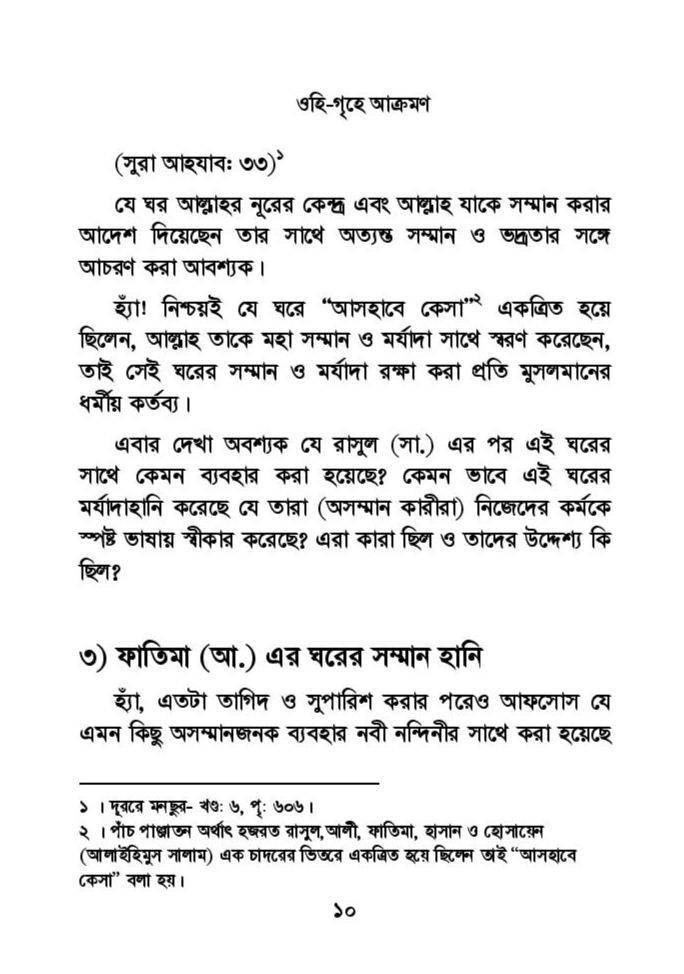 ওহি-গৃহে আক্রমণ
(সুরা আহযাব: ৩৩)১
যে ঘর আল্লাহর নূরের কেন্দ্র এবং আল্লাহ যাকে সম্মান করার
আদেশ দিয়েছেন তার সাথে অত্যন্ত সম্মান ও ভদ্রতার সঙ্গে
আচরণ করা আবশ্যক।
হ্যাঁ! নিশ্চয়ই যে ঘরে “আসহাবে কেসা”২ একত্রিত হয়ে
ছিলেন, আল্লাহ তাকে মহা সম্মান ও মর্যাদা সাথে স্বরণ করেছেন,
তাই সেই ঘরের সম্মান ও মর্যাদা রক্ষা করা প্রতি মুসলমানের
ধর্মীয় কর্তব্য।
এবার দেখা অবশ্যক যে রাসুল (সা.) এর পর এই ঘরের
সাথে কেমন ব্যবহার করা হয়েছে? কেমন ভাবে এই ঘরের
মর্যাদাহানি করেছে যে তারা (অসম্মান কারীরা) নিজেদের কর্মকে
স্পষ্ট ভাষায় স্বীকার করেছে? এরা কারা ছিল ও তাদের উদ্দেশ্য কি
ছিল?
৩) ফাতিমা (আ.) এর ঘরের সম্মান হানি
হ্যাঁ, এতটা তাগিদ ও সুপারিশ করার পরেও আফসোস যে
এমন কিছু অসম্মানজনক ব্যবহার নবী নন্দিনীর সাথে করা হয়েছে
১ । দূররে মনছুর- খণ্ড: ৬, পৃ: ৬০৬।
২ । পাঁচ পাঞ্জাতন অর্থাৎ হজরত রাসুল,আলী, ফাতিমা, হাসান ও হোসায়েন
(আলাইহিমুস সালাম) এক চাদরের ভিতরে একত্রিত হয়ে ছিলেন তাই “আসহাবে
কেসা” বলা হয়।
১০